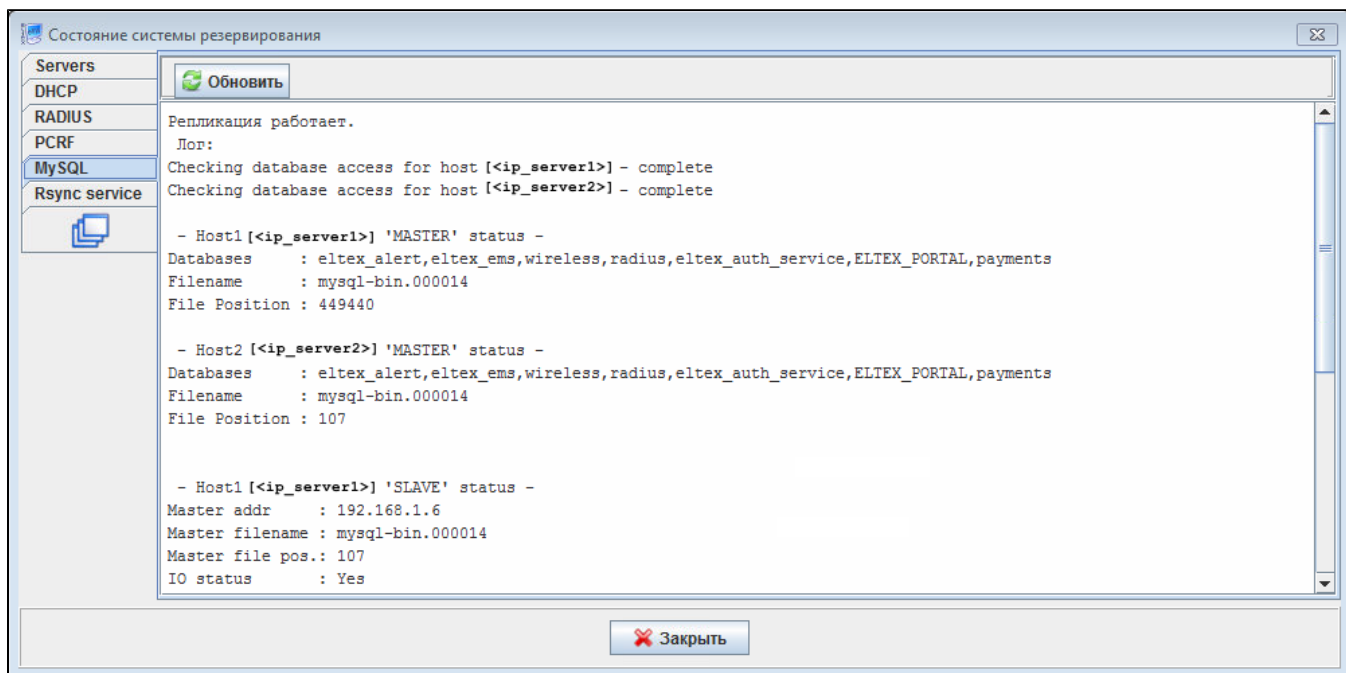 Состояние системы резервирования
Servers
DHCP
RADIUS
PCRF
MySQL
Rsync service
Обновить
Репликация работает.
Лог:
Checking database access for host [<ip_server1>] - complete
Checking database access for host [<ip_server2>] - complete
- Host1 [<ip_server1>] 'MASTER' status -
Databases : eltex_alert,eltex_ems,wireless,radius,eltex_auth_service,ELTEX_PORTAL,payments
Filename : mysql-bin.000014
File Position : 449440
- Host2 [<ip_server2>] 'MASTER' status -
Databases : eltex_alert,eltex_ems,wireless,radius,eltex_auth_service,ELTEX_PORTAL,payments
Filename : mysql-bin.000014
File Position : 107
- Host1 [<ip_server1>] 'SLAVE' status -
Master addr : 192.168.1.6
Master filename : mysql-bin.000014
Master file pos.: 107
IO status : Yes
Закрыть